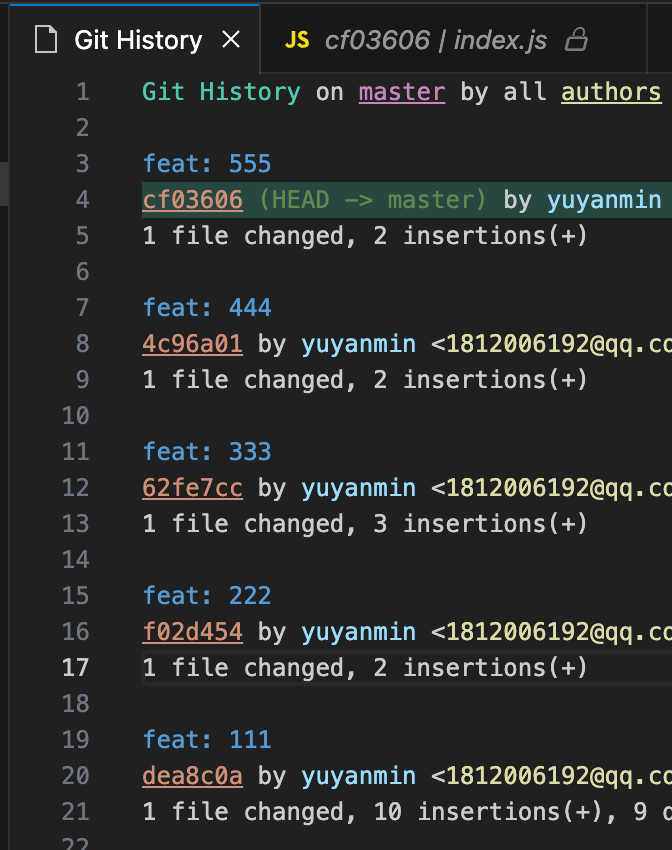 Git History
JS cf03606 | index.js
1 Git History on master by all authors
2
3 feat: 555
4 cf03606 (HEAD -> master) by yuyanmin
5 1 file changed, 2 insertions(+)
6
7 feat: 444
8 4c96a01 by yuyanmin <1812006192@qq.co
9 1 file changed, 2 insertions(+)
10
11 feat: 333
12 62fe7cc by yuyanmin <1812006192@qq.co
13 1 file changed, 3 insertions(+)
14
15 feat: 222
16 f02d454 by yuyanmin <1812006192@qq.co
17 1 file changed, 2 insertions(+)
18
19 feat: 111
20 dea8c0a by yuyanmin <1812006192@qq.co
21 1 file changed, 10 insertions(+), 9 d
22